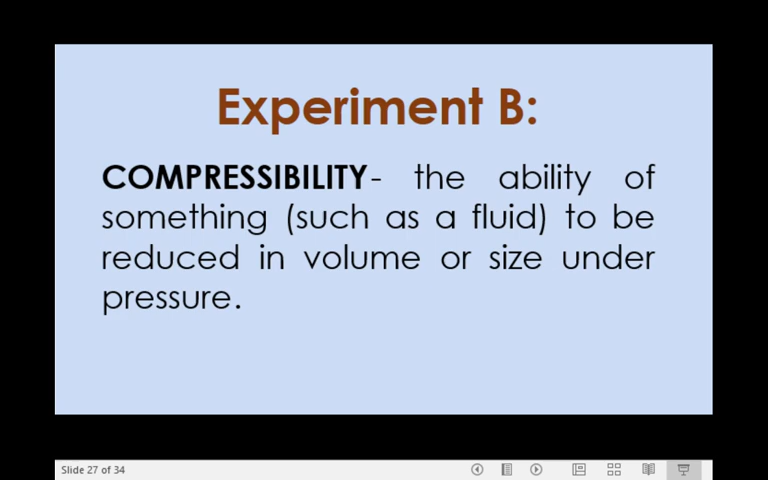 Experiment B:
COMPRESSIBILITY- the ability of
something (such as a fluid) to be
reduced in volume or size under
pressure.
Slide 27 of 34